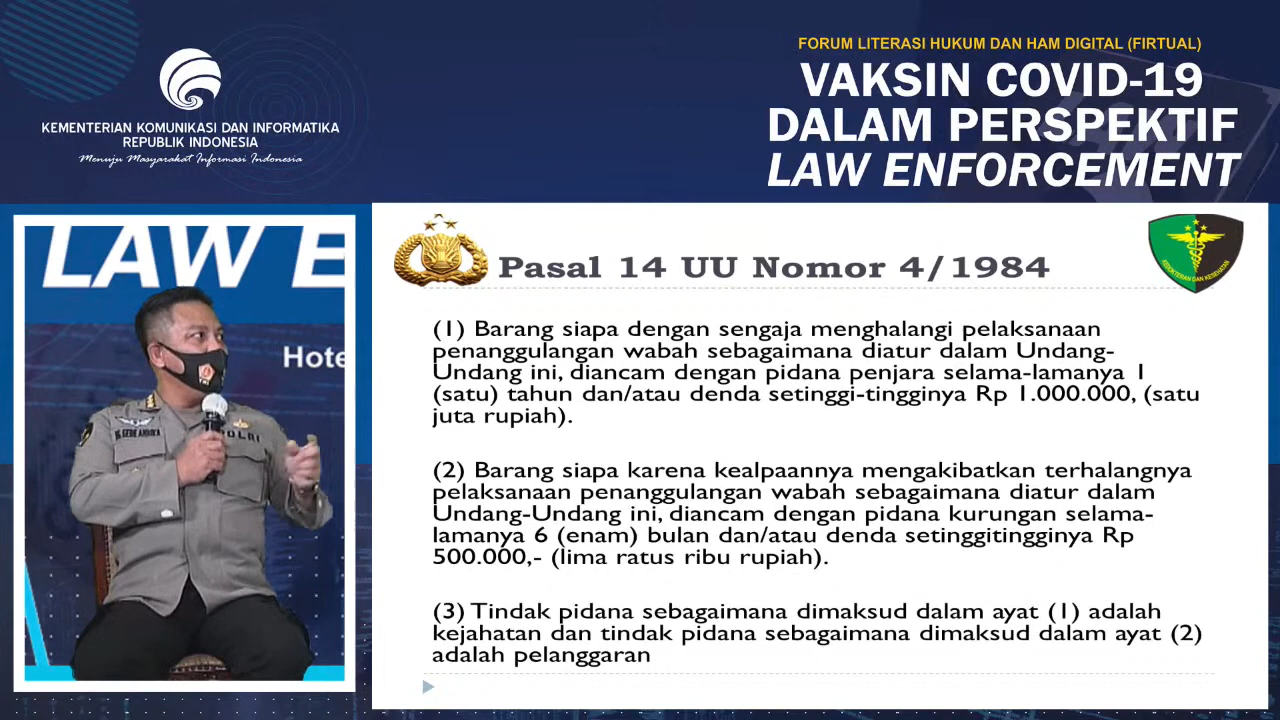 KEMENTERIAN KOMUNIKASI DAN INFORMATIKA
REPUBLIK INDONESIA
Menuju Masyarakat Informasi Indonesia
FORUM LITERASI HUKUM DAN HAM DIGITAL (FIRTUAL)
VAKSIN COVID-19
DALAM PERSPEKTIF
LAW ENFORCEMENT
LAW E
Hote
POLRI
Pasal 14 UU Nomor 4/1984
KEDOKTERAN DAN KESEHATAN
(1) Barang siapa dengan sengaja menghalangi pelaksanaan
penanggulangan wabah sebagaimana diatur dalam Undang-
Undang ini, diancam dengan pidana penjara selama-lamanya 1
(satu) tahun dan/atau denda setinggi-tingginya Rp 1.000.000, (satu
juta rupiah).
(2) Barang siapa karena kealpaannya mengakibatkan terhalangnya
pelaksanaan penanggulangan wabah sebagaimana diatur dalam
Undang-Undang ini, diancam dengan pidana kurungan selama-
lamanya 6 (enam) bulan dan/atau denda setinggitingginya Rp
500.000,- (lima ratus ribu rupiah).
(3) Tindak pidana sebagaimana dimaksud dalam ayat (1) adalah
kejahatan dan tindak pidana sebagaimana dimaksud dalam ayat (2)
adalah pelanggaran